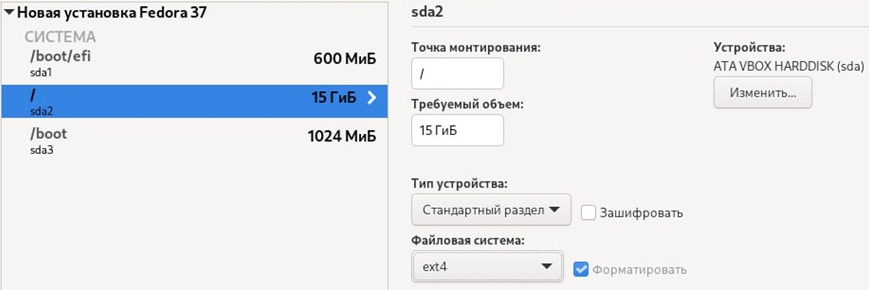 Новая установка Fedora 37
СИСТЕМА
/boot/efi
600 МиБ
sda1
/
15 ГиБ
sda2
/boot
1024 МиБ
sda3
sda2
Точка монтирования:
/
Требуемый объем:
15 ГиБ
Устройства:
ATA VBOX HARDDISK (sda)
Изменить...
Тип устройства:
Стандартный раздел
Зашифровать
Файловая система:
ext4
Форматировать